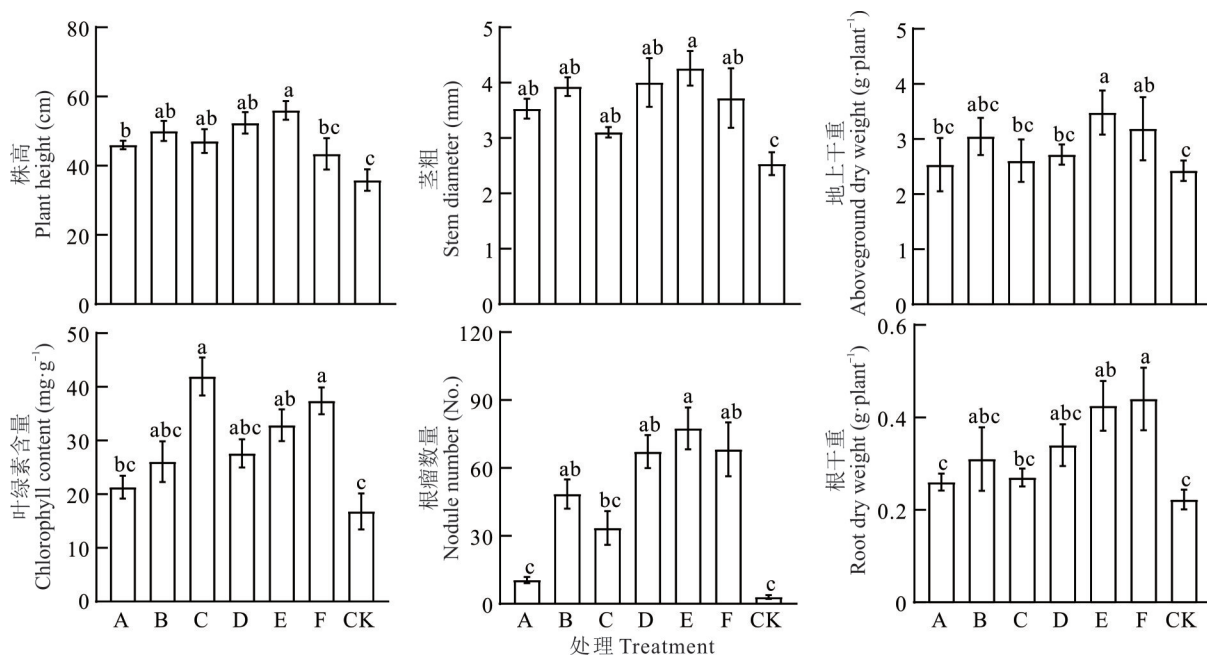 株高
Plant height (cm)
80
60
40
20
0
b
ab
ab
ab
a
bc
c
茎粗
Stem diameter (mm)
5
4
3
2
1
0
ab
ab
ab
ab
a
ab
c
地上干重
Aboveground dry weight (g·plant⁻¹)
5
4
3
2
1
0
bc
abc
bc
bc
a
ab
c
叶绿素含量
Chlorophyll content (mg·g⁻¹)
50
40
30
20
10
0
bc
abc
a
abc
ab
a
c
A B C D E F CK
根瘤数量
Nodule number (No.)
120
90
60
30
0
c
ab
bc
ab
a
ab
c
A B C D E F CK
根干重
Root dry weight (g·plant⁻¹)
0.6
0.4
0.2
0
c
abc
bc
abc
ab
a
c
A B C D E F CK
处理 Treatment